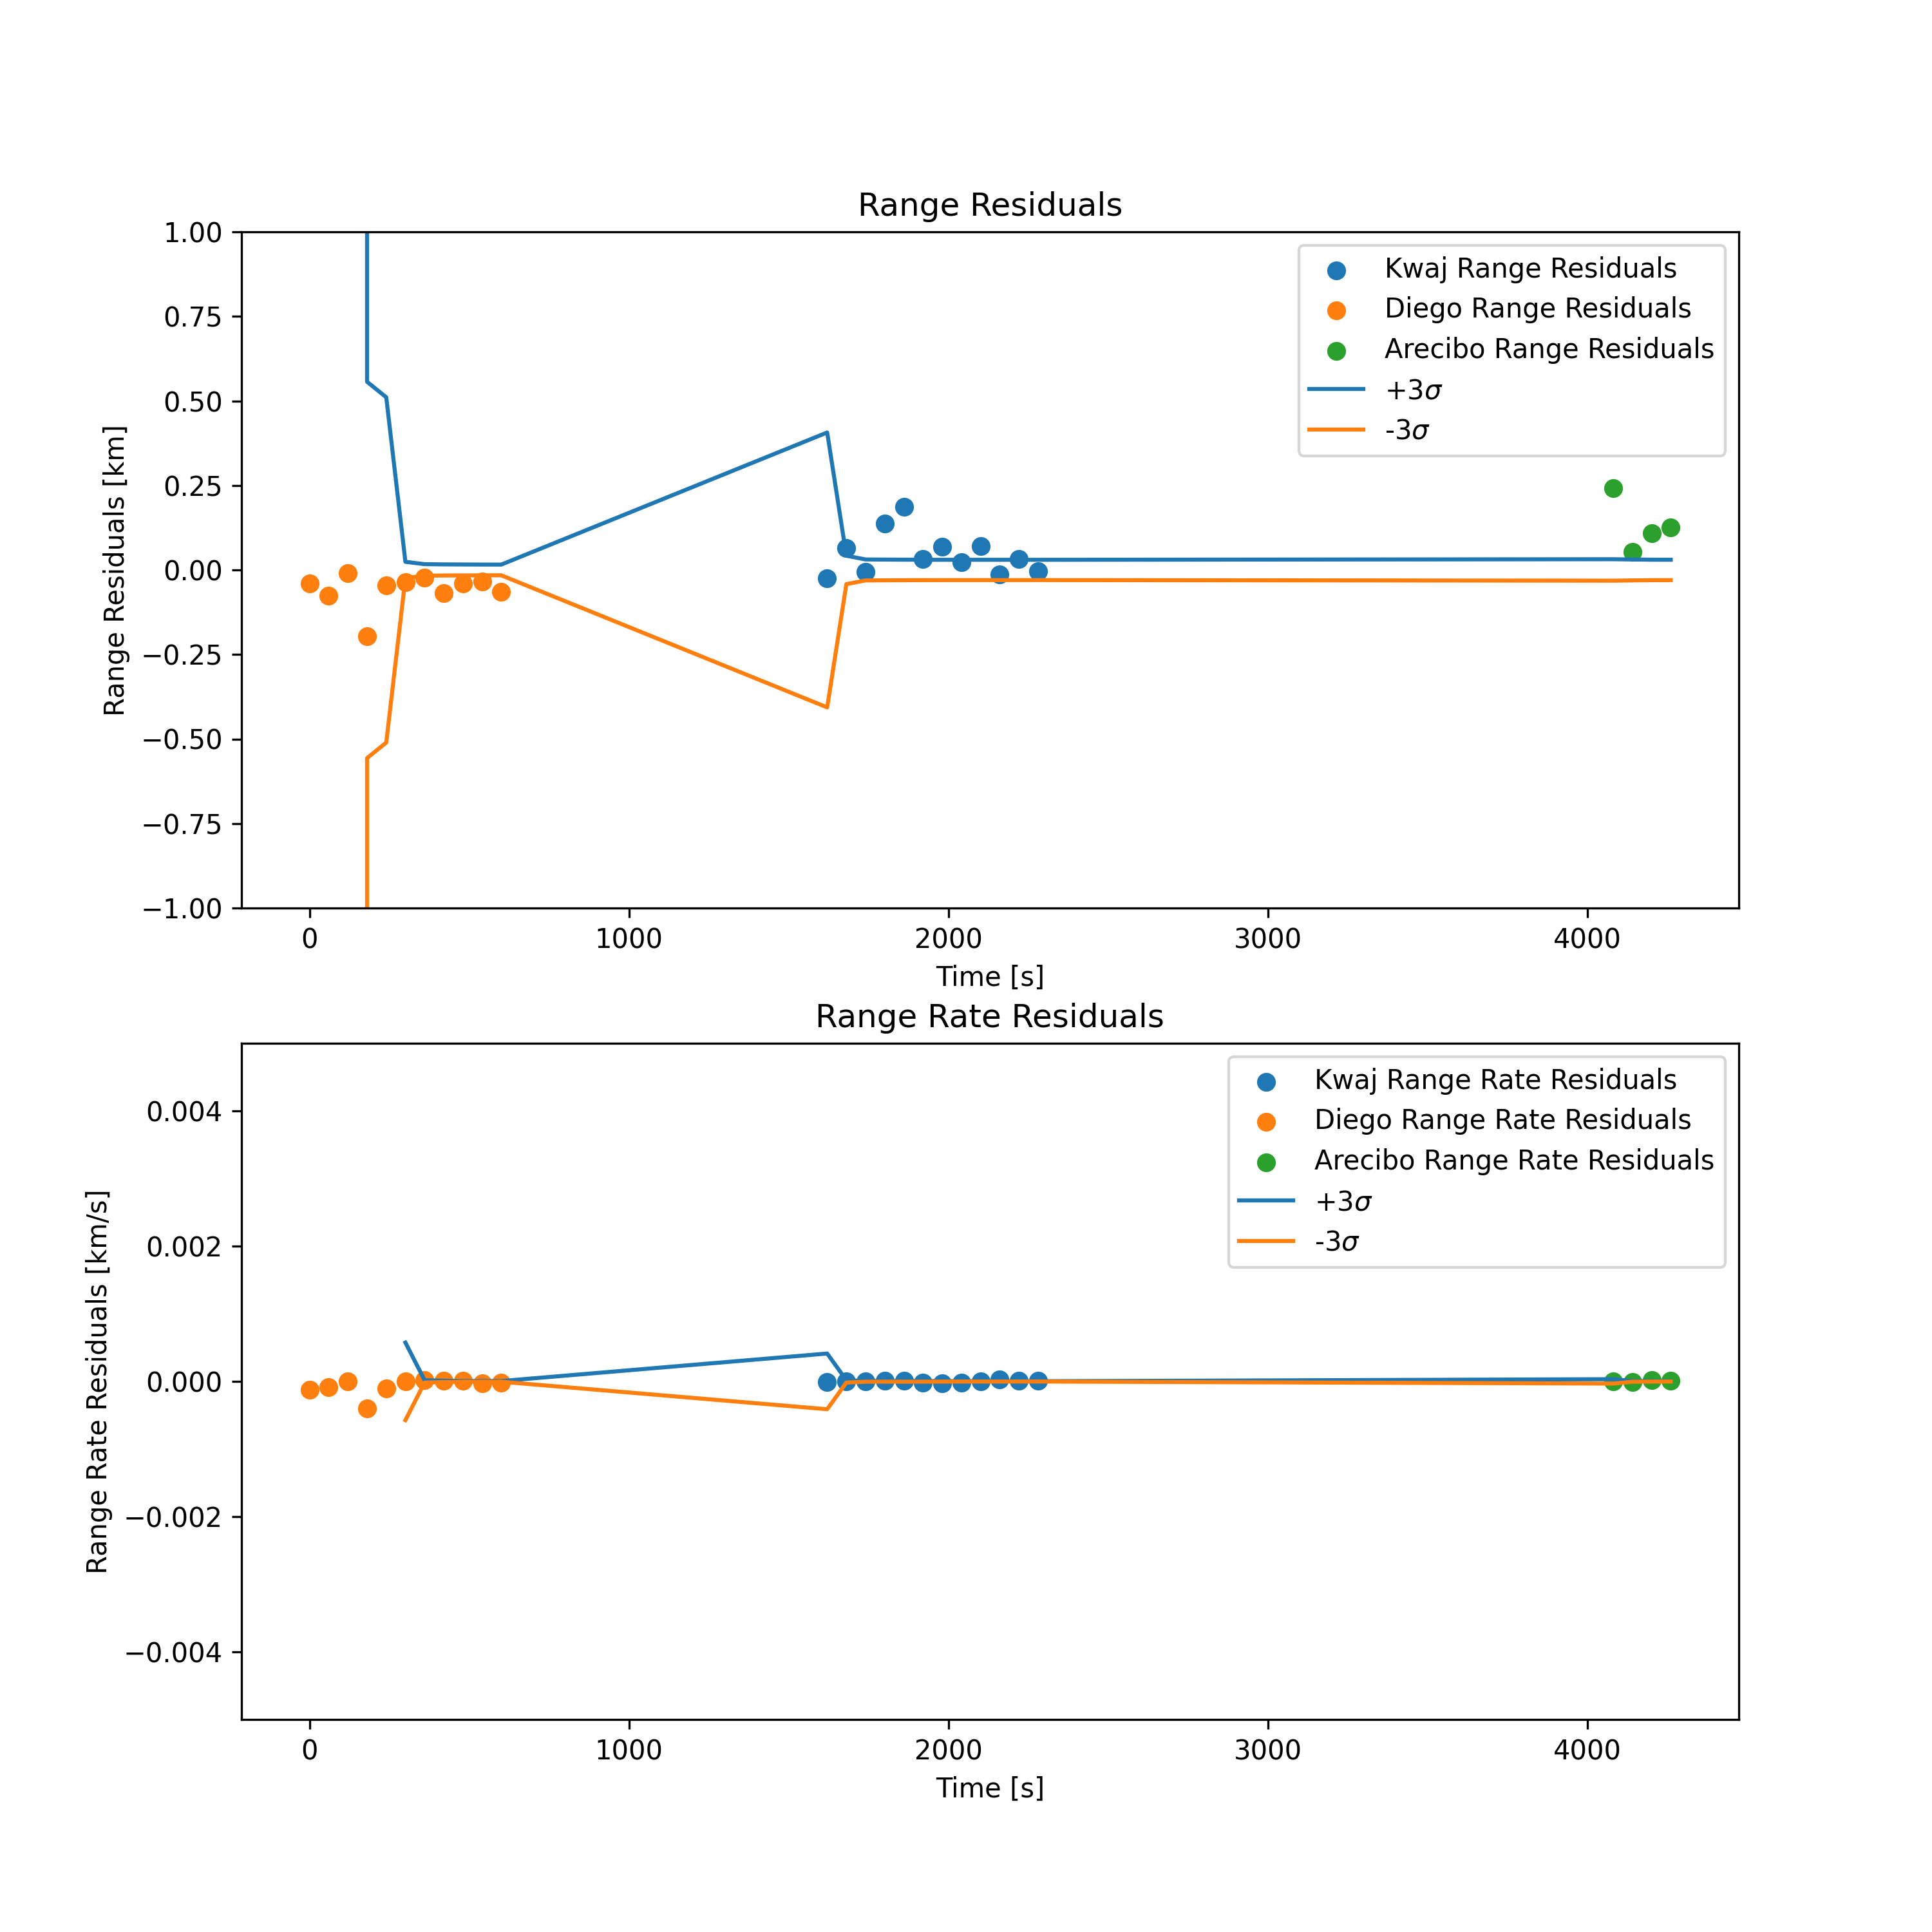 Range Residuals
1.00
0.75
0.50
0.25
0.00
−0.25
−0.50
−0.75
−1.00
Range Residuals [km]
Kwaj Range Residuals
Diego Range Residuals
Arecibo Range Residuals
+3σ
-3σ
0 1000 2000 3000 4000
Time [s]
Range Rate Residuals
0.004
0.002
0.000
−0.002
−0.004
Range Rate Residuals [km/s]
Kwaj Range Rate Residuals
Diego Range Rate Residuals
Arecibo Range Rate Residuals
+3σ
-3σ
0 1000 2000 3000 4000
Time [s]